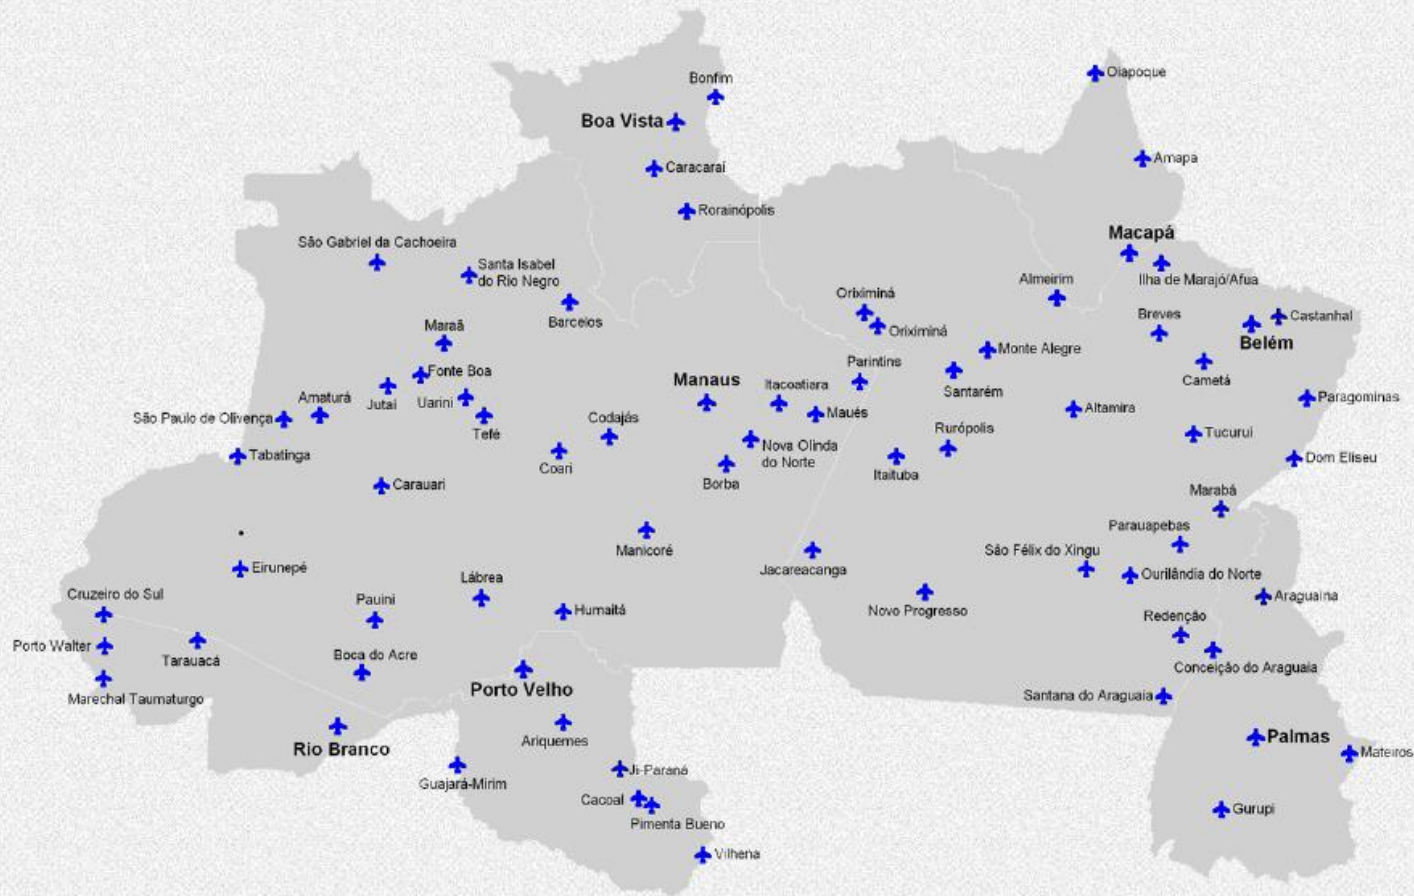 Oiapoque
Bonfim
Boa Vista
Amapa
Caracaraí
Rorainópolis
Macapá
São Gabriel da Cachoeira
Santa Isabel
do Rio Negro
Ilha de Marajó/Afua
Almeirim
Oriximiná
Barcelos
Breves
Castanhal
Maraã
Oriximiná
Belém
Monte Alegre
Parintins
Fonte Boa
Manaus
Itacoatiara
Cametá
Santarém
Amaturá
Jutaí
Uarini
Paragominas
São Paulo de Olivença
Codajás
Maués
Altamira
Tefé
Rurópolis
Tucurui
Tabatinga
Coari
Nova Olinda
do Norte
Itaituba
Dom Eliseu
Carauari
Borba
Marabá
Parauapebas
Manicoré
São Félix do Xingu
Eirunepé
Jacareacanga
Ourilândia do Norte
Lábrea
Cruzeiro do Sul
Pauini
Humaitá
Novo Progresso
Araguaina
Redenção
Porto Walter
Tarauacá
Boca do Acre
Conceição do Araguaia
Marechal Taumaturgo
Porto Velho
Santana do Araguaia
Rio Branco
Ariquemes
Palmas
Mateiros
Guajará-Mirim
Ji-Paraná
Cacoal
Pimenta Bueno
Gurupi
Vilhena